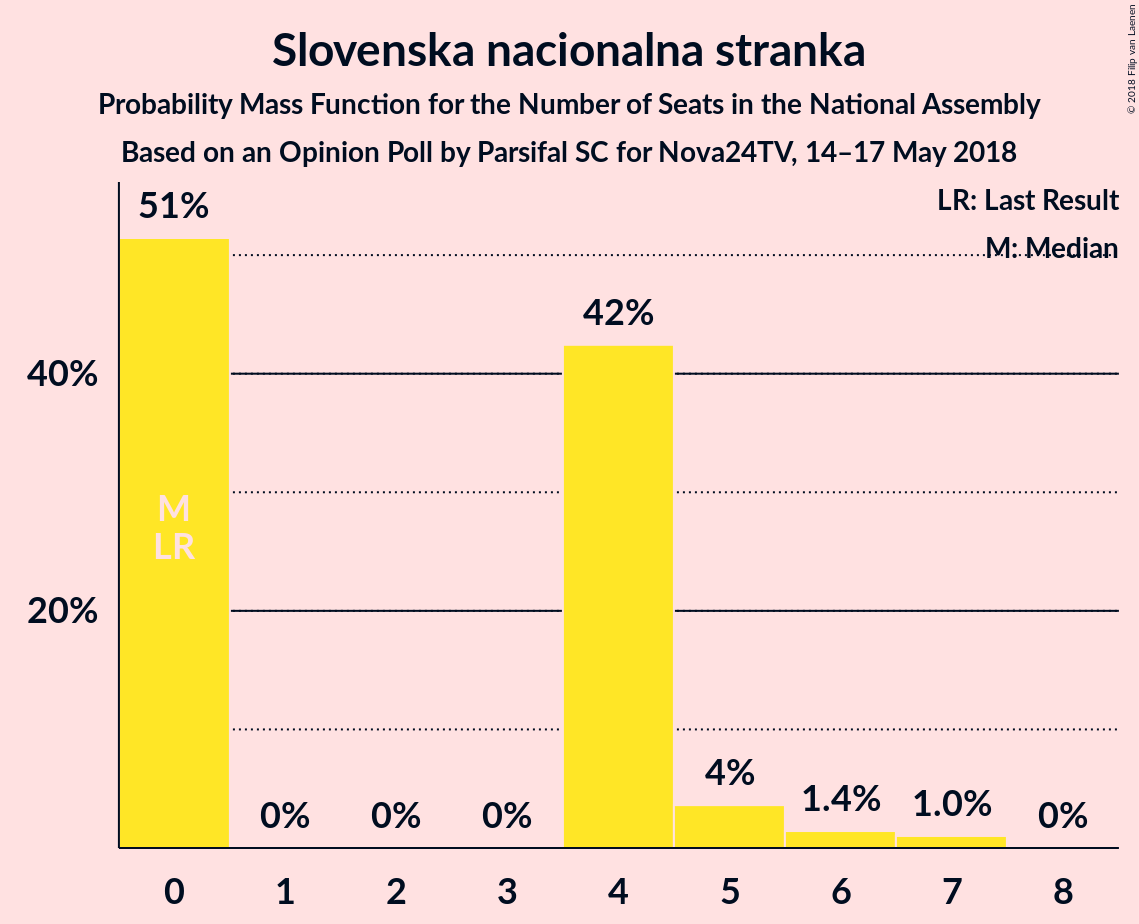 Slovenska nacionalna stranka
Probability Mass Function for the Number of Seats in the National Assembly
Based on an Opinion Poll by Parsifal SC for Nova24TV, 14–17 May 2018
© 2018 Filip van Laenen
LR: Last Result
M: Median
51%
42%
40%
M
LR
20%
0%
0%
0%
4%
1.4%
1.0%
0%
0
1
2
3
4
5
6
7
8